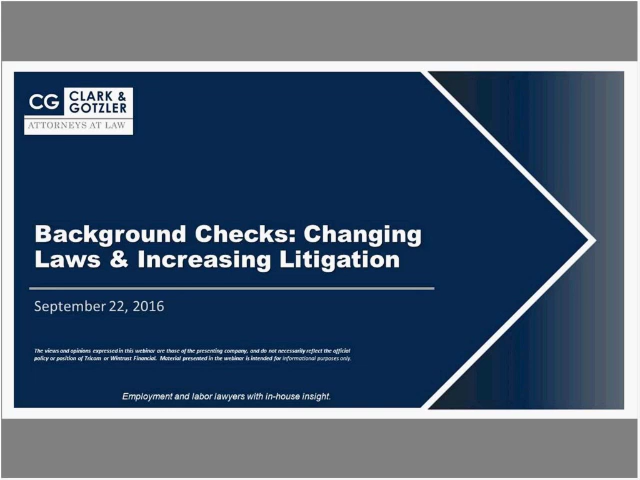 CG CLARK &
GOTZLER
ATTORNEYS AT LAW
Background Checks: Changing
Laws & Increasing Litigation
September 22, 2016
The views and opinions expressed in this webinar are those of the presenting company, and do not necessarily reflect the official
policy or position of Tricom or Wintrust Financial. Material presented in the webinar is intended for informational purposes only.
Employment and labor lawyers with in-house insight.